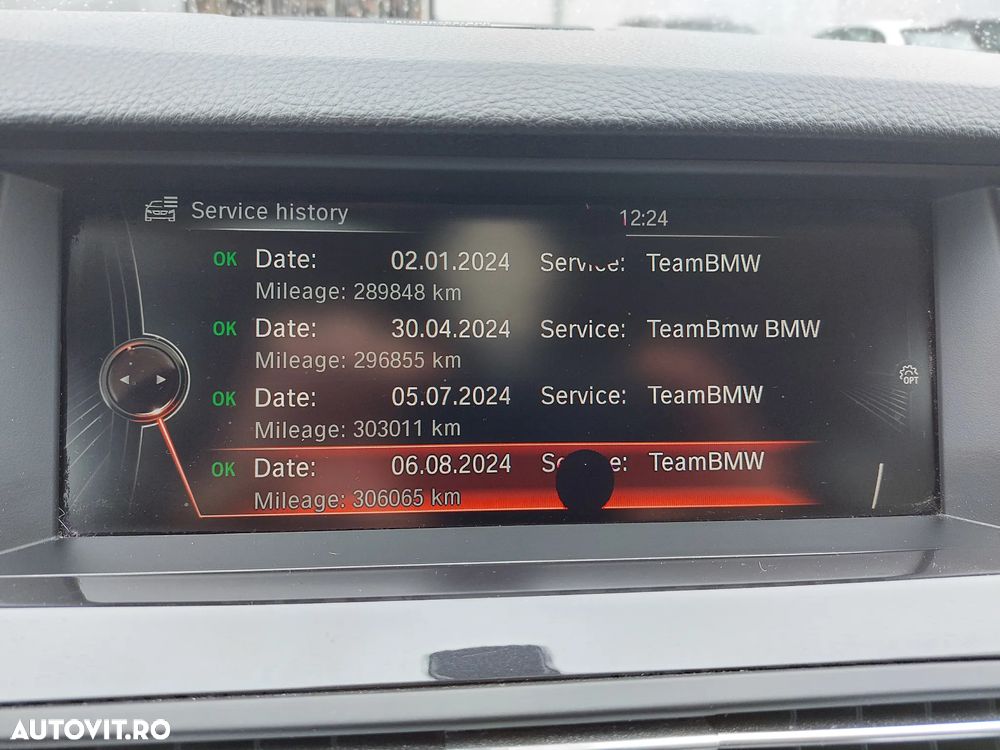 Service history 12:24
OK Date: 02.01.2024 Service: TeamBMW
Mileage: 289848 km
OK Date: 30.04.2024 Service: TeamBmw BMW
Mileage: 296855 km
OPT
OK Date: 05.07.2024 Service: TeamBMW
Mileage: 303011 km
OK Date: 06.08.2024 TeamBMW
Mileage: 306065 km
AUTOVIT.RO